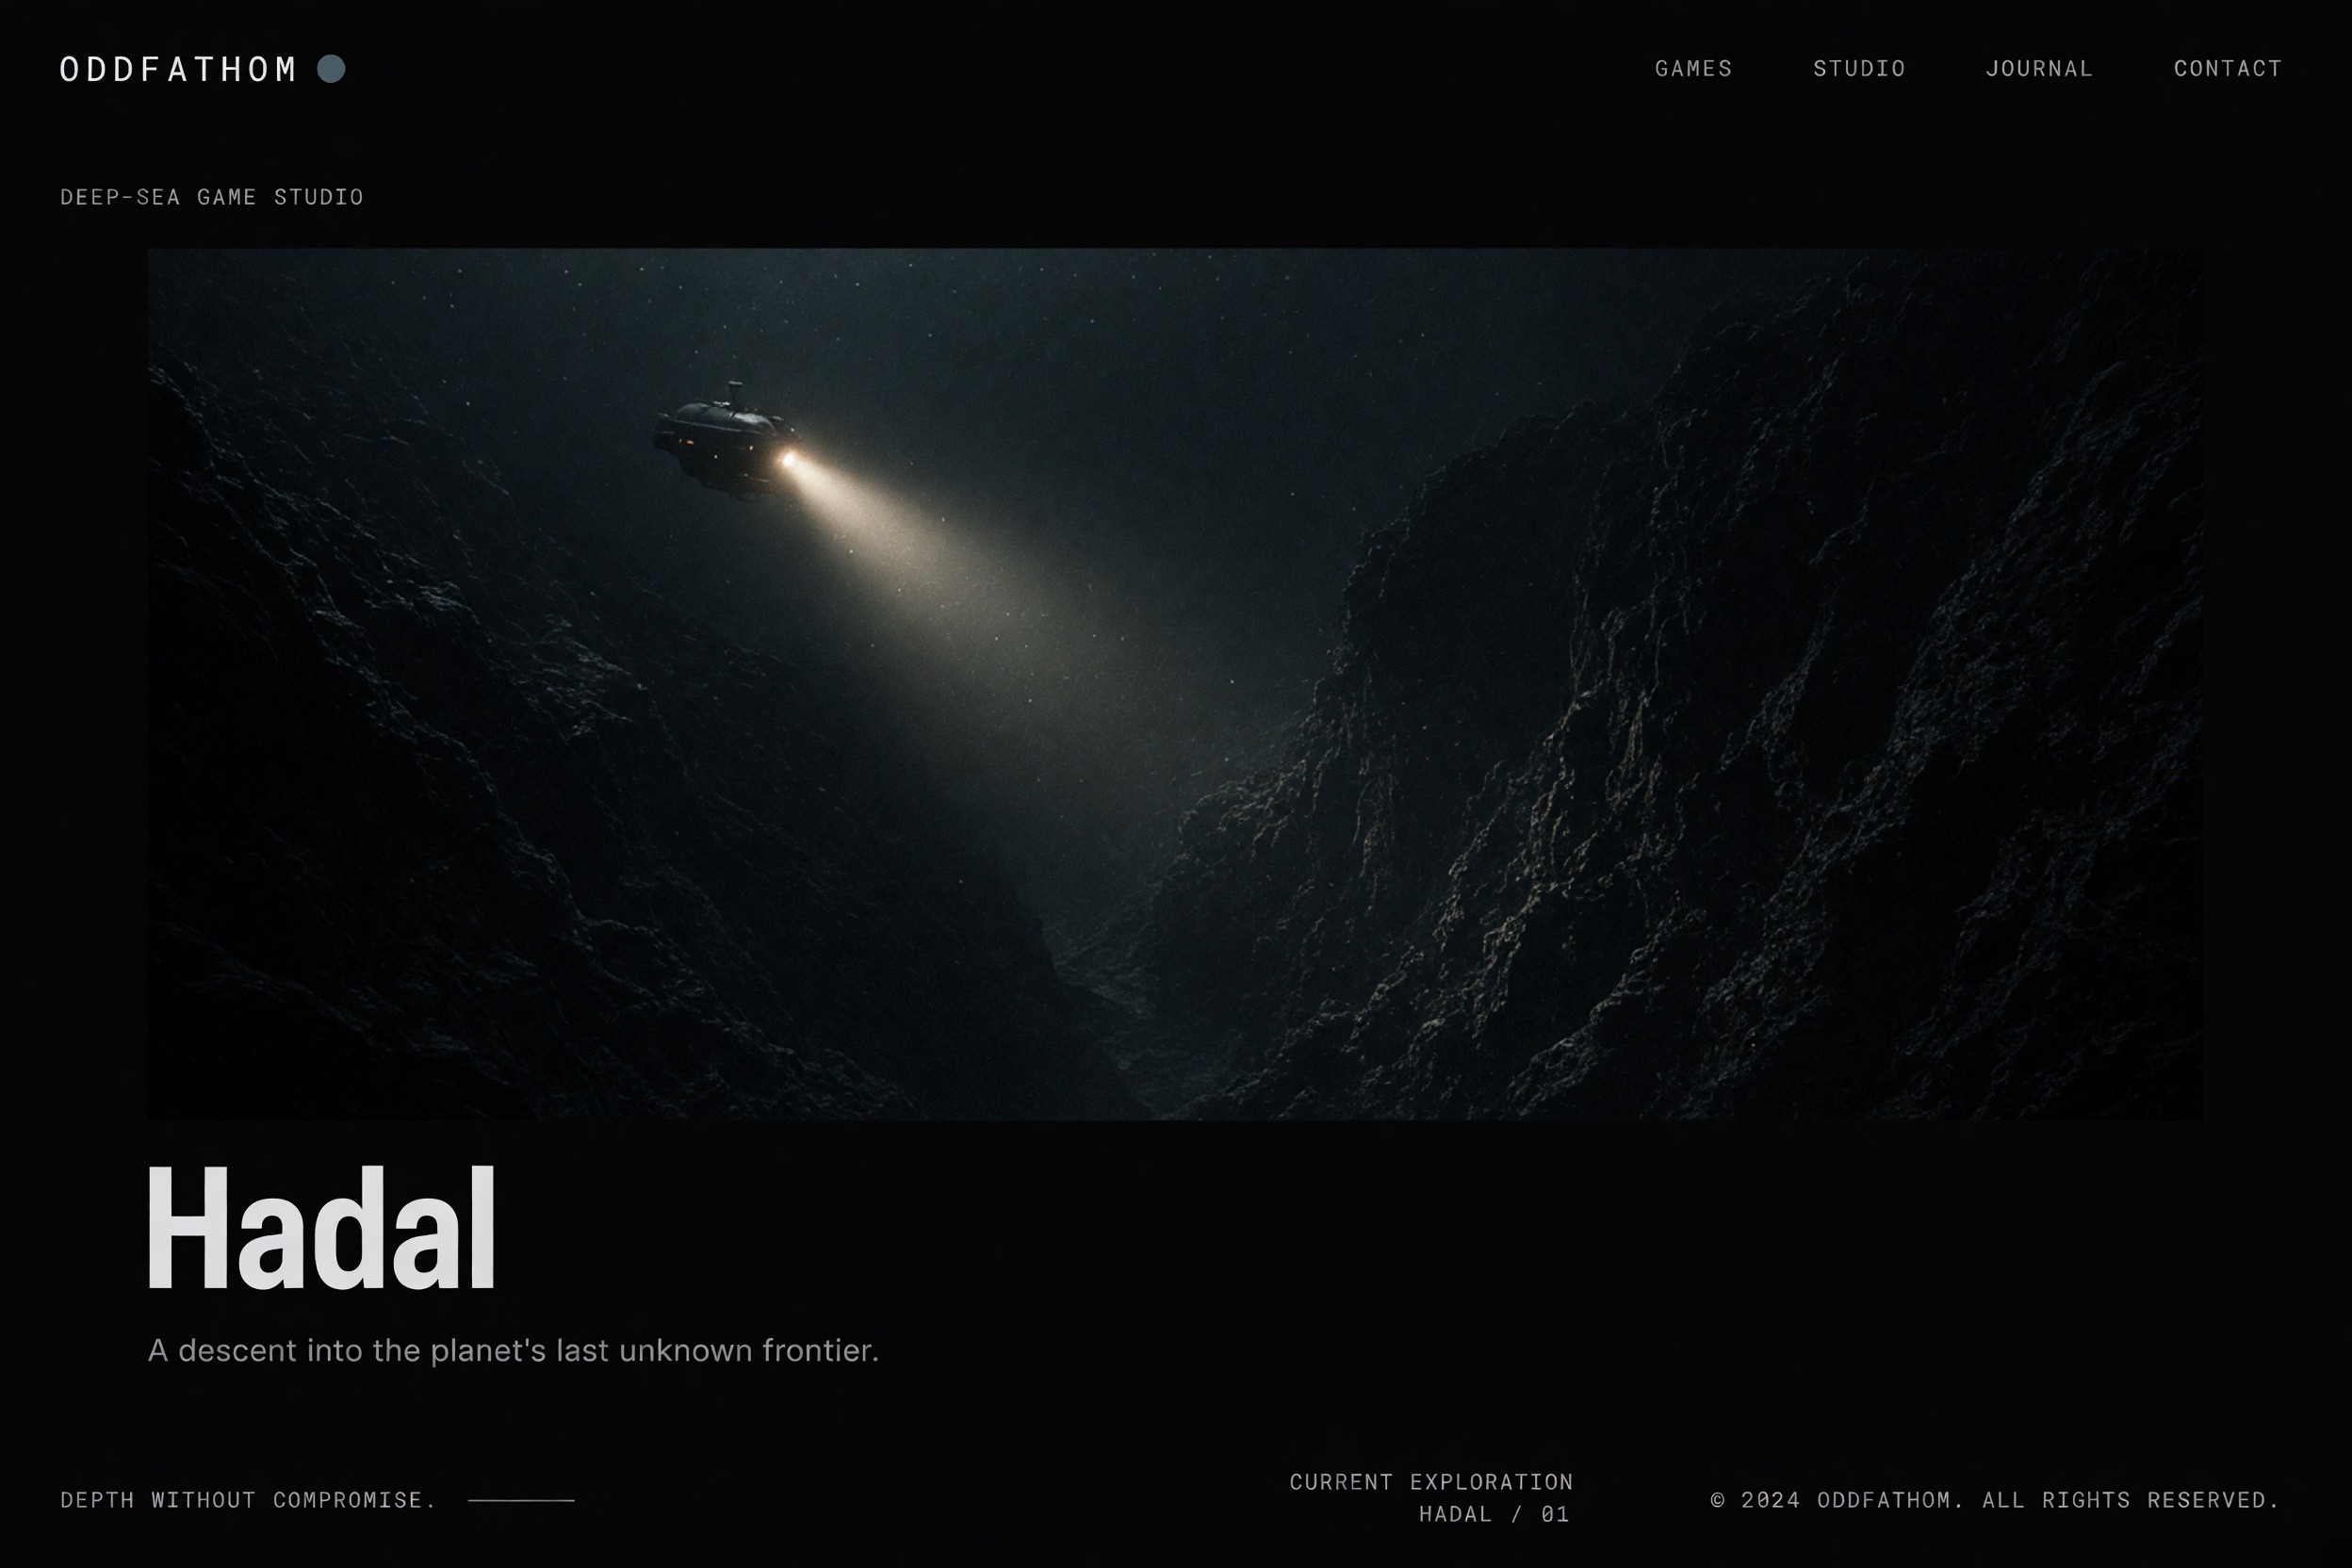 ODDFATHOM
GAMES STUDIO JOURNAL CONTACT
DEEP-SEA GAME STUDIO
Hadal
A descent into the planet's last unknown frontier.
DEPTH WITHOUT COMPROMISE.
CURRENT EXPLORATION
HADAL / 01
© 2024 ODDFATHOM. ALL RIGHTS RESERVED.